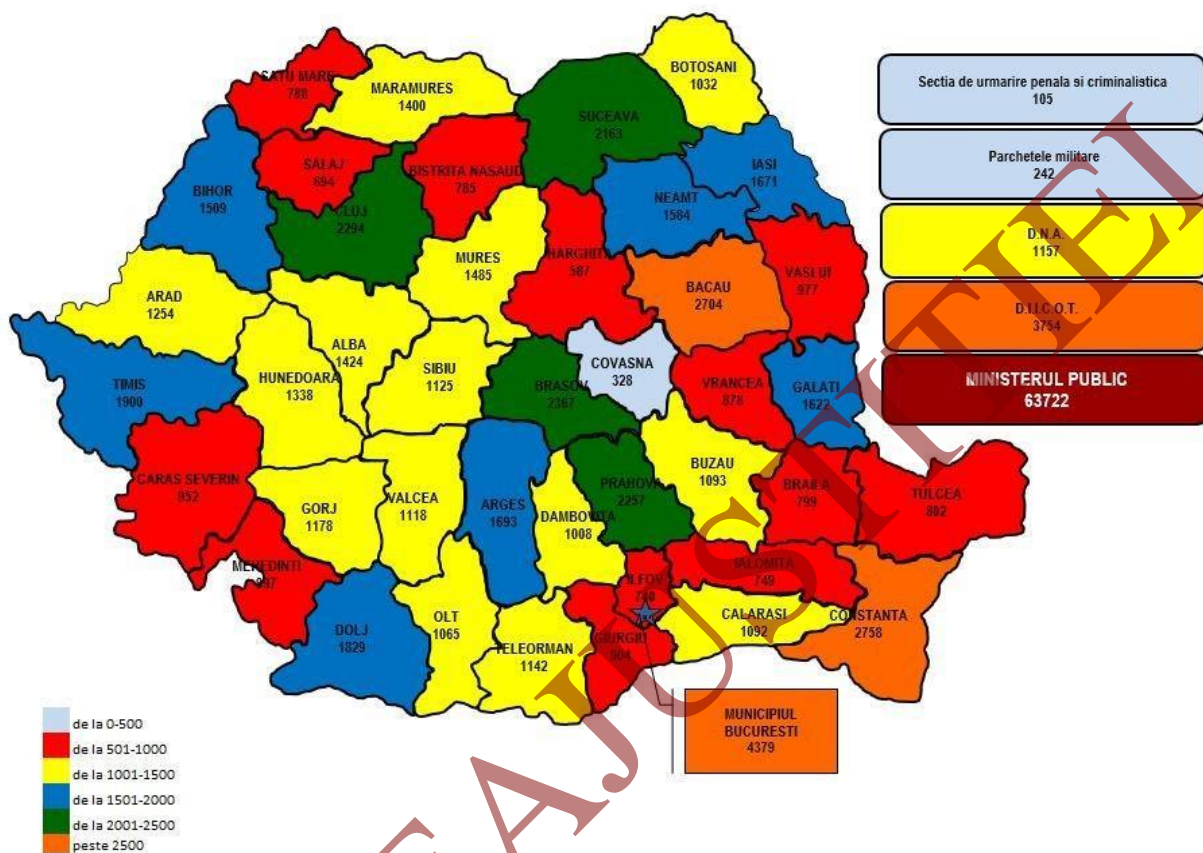 SATU MARE
788
MARAMURES
1400
SUCEAVA
2163
BOTOSANI
1032
SALAJ
694
BISTRITA NASAUD
785
IASI
1671
BIHOR
1509
CLUJ
2294
NEAMT
1584
MURES
1485
HARGHITA
587
BACAU
2704
VASLUI
977
ARAD
1254
ALBA
1424
SIBIU
1125
COVASNA
328
TIMIS
1900
HUNEDOARA
1338
BRASOV
2367
VRANCEA
878
GALATI
1622
CARAS SEVERIN
952
GORJ
1178
VALCEA
1118
ARGES
1693
DAMBOVITA
1008
PRAHOVA
2257
BUZAU
1093
BRAILA
799
TULCEA
802
MEHEDINTI
997
DOLJ
1829
OLT
1065
TELEORMAN
1142
GIURGIU
904
ILFOV
740
IALOMITA
749
CALARASI
1092
CONSTANTA
2758
MUNICIPIUL
BUCURESTI
4379
Sectia de urmarire penala si criminalistica
105
Parchetele militare
242
D.N.A.
1157
D.I.I.C.O.T.
3754
MINISTERUL PUBLIC
63722
de la 0-500
de la 501-1000
de la 1001-1500
de la 1501-2000
de la 2001-2500
peste 2500
EAJUSTITIEI